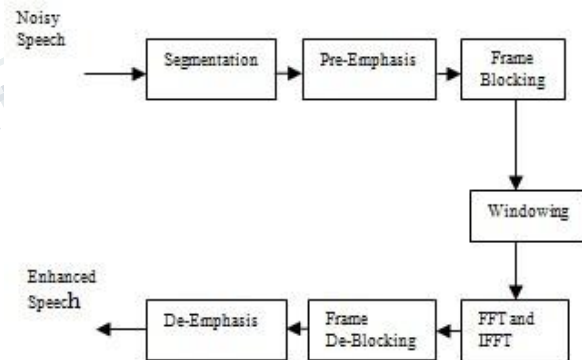 Noisy
Speech
Segmentation
Pre-Emphasis
Frame
Blocking
Windowing
FFT and
IFFT
Frame
De-Blocking
De-Emphasis
Enhanced
Speech